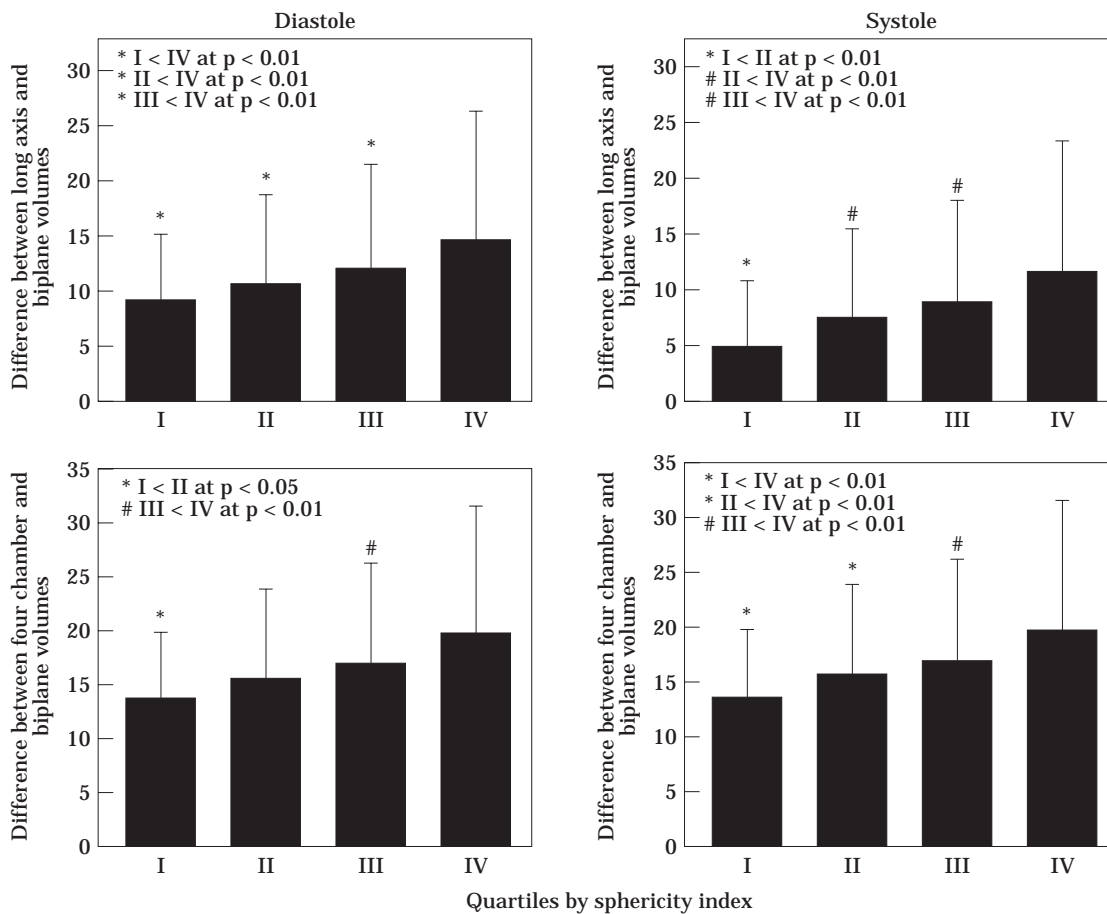 Diastole
* I < IV at p < 0.01
* II < IV at p < 0.01
* III < IV at p < 0.01
Difference between long axis and
biplane volumes
30
25
20
15
10
5
0
*
*
*
I
II
III
IV
Systole
* I < II at p < 0.01
# II < IV at p < 0.01
# III < IV at p < 0.01
Difference between long axis and
biplane volumes
30
25
20
15
10
5
0
*
#
#
I
II
III
IV
* I < II at p < 0.05
# III < IV at p < 0.01
Difference between four chamber and
biplane volumes
35
30
25
20
15
10
5
0
*
#
I
II
III
IV
* I < IV at p < 0.01
* II < IV at p < 0.01
# III < IV at p < 0.01
Difference between four chamber and
biplane volumes
35
30
25
20
15
10
5
0
*
*
#
I
II
III
IV
Quartiles by sphericity index